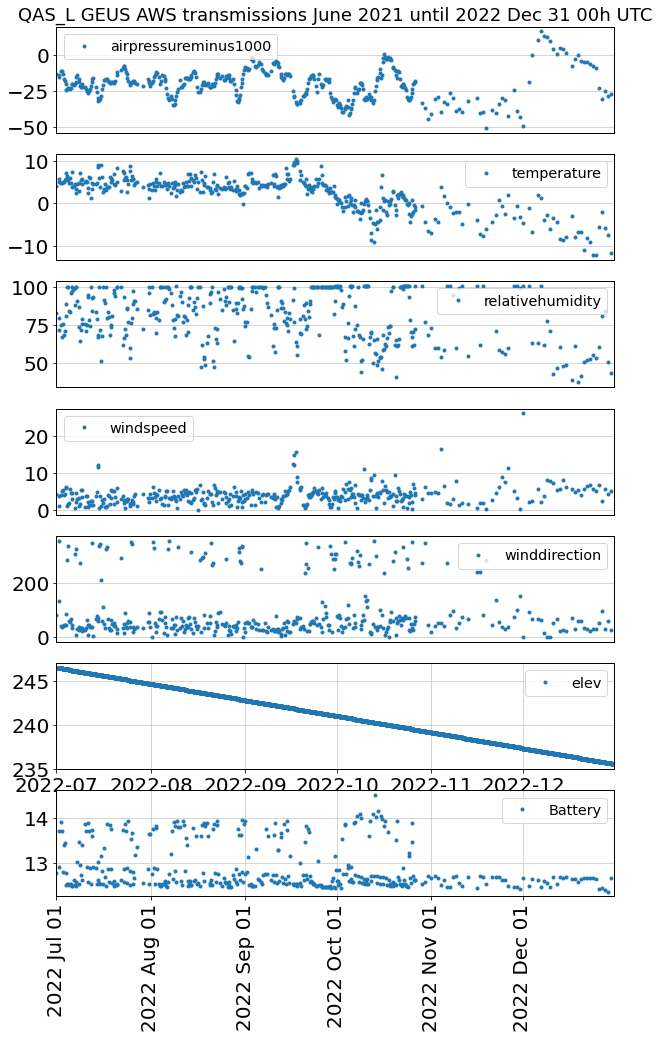 QAS_L GEUS AWS transmissions June 2021 until 2022 Dec 31 00h UTC
airpressureminus1000
0
−25
−50
temperature
10
0
−10
relativehumidity
100
75
50
windspeed
20
10
0
winddirection
200
0
elev
245
240
235
2022-07 2022-08 2022-09 2022-10 2022-11 2022-12
Battery
14
13
2022 Jul 01
2022 Aug 01
2022 Sep 01
2022 Oct 01
2022 Nov 01
2022 Dec 01